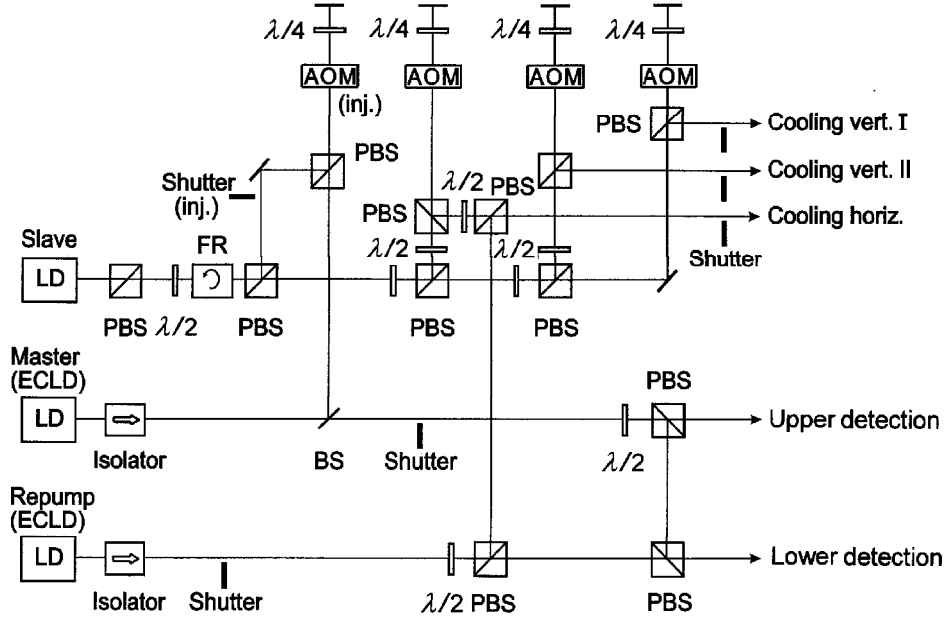 λ/4 λ/4 λ/4 λ/4
AOM AOM AOM AOM
(inj.)
PBS Cooling vert. I
PBS
Shutter
(inj.)
λ/2 PBS Cooling vert. II
PBS Cooling horiz.
Slave FR λ/2 λ/2 Shutter
LD
PBS λ/2 PBS PBS PBS
Master
(ECLD)
PBS
LD Upper detection
Isolator BS Shutter λ/2
Repump
(ECLD)
LD Lower detection
Isolator Shutter λ/2 PBS PBS